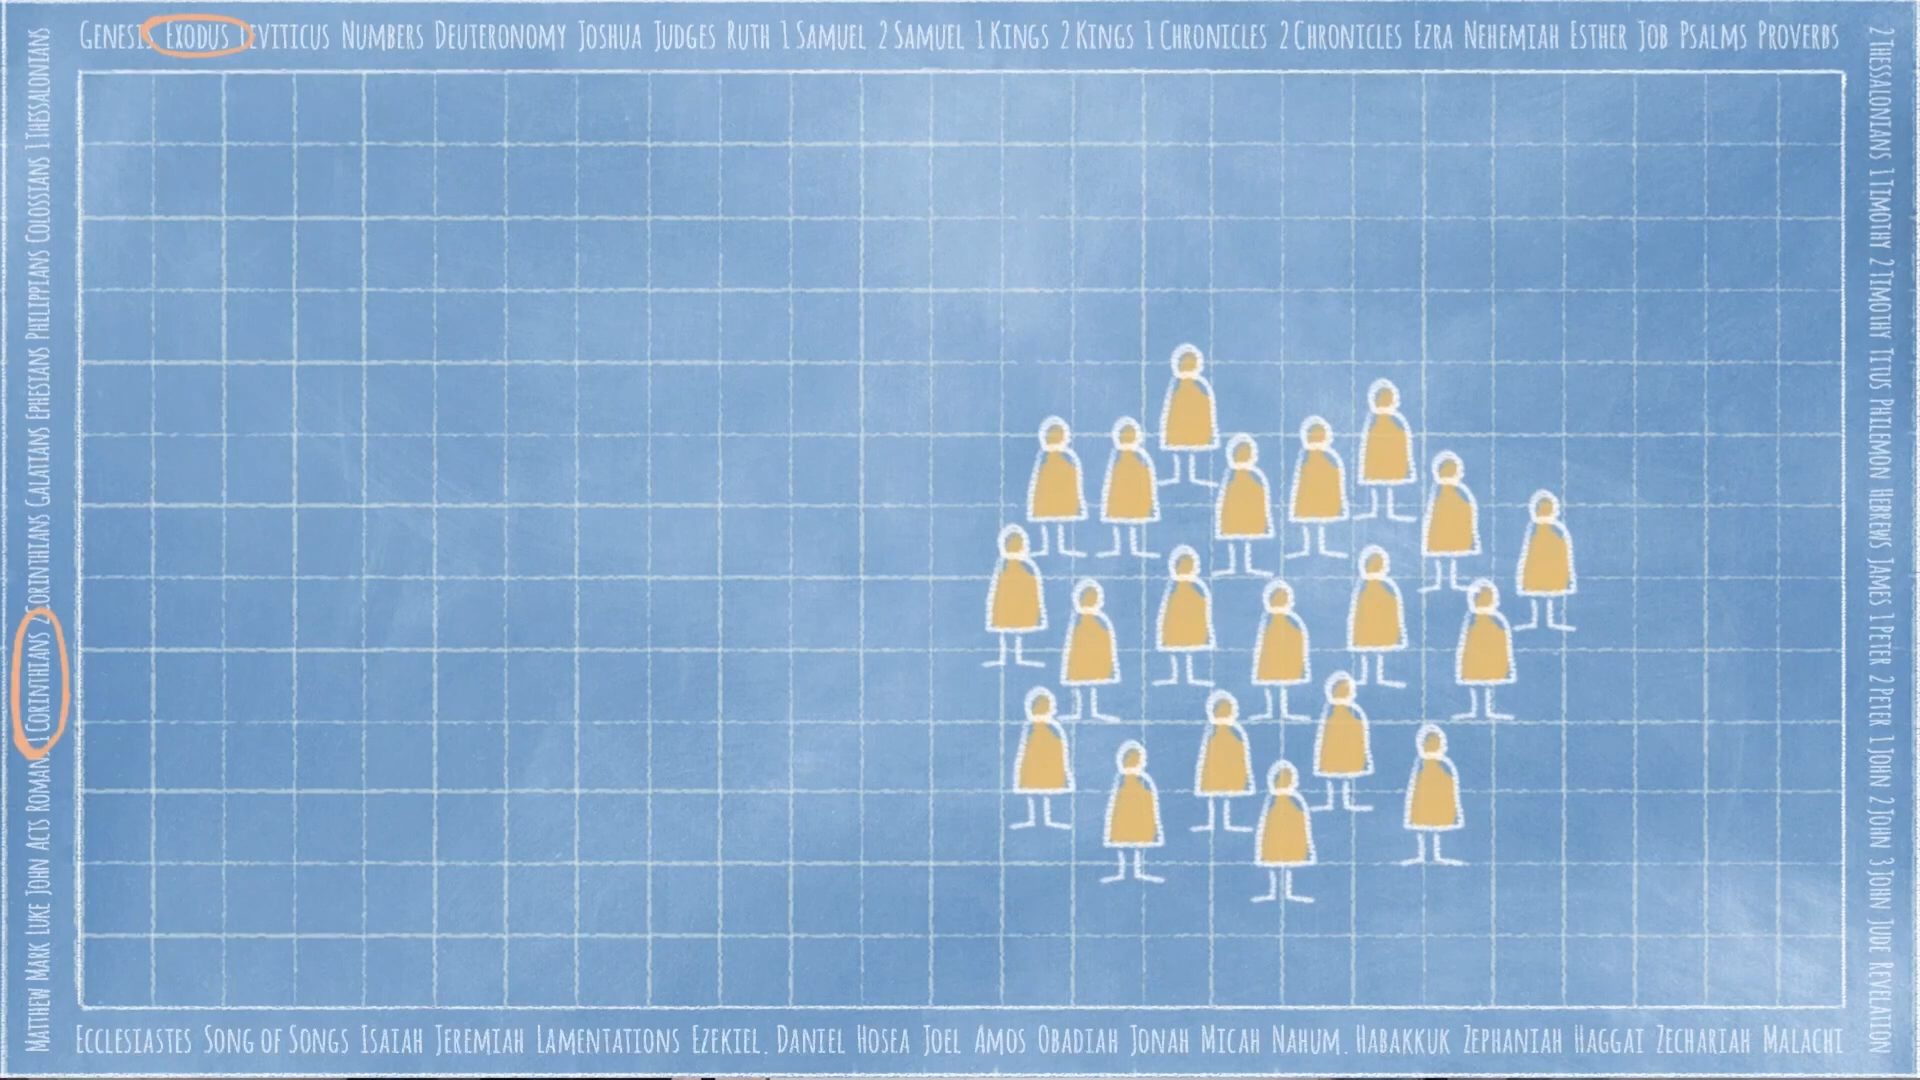 Genesis Exodus Leviticus Numbers Deuteronomy Joshua Judges Ruth 1 Samuel 2 Samuel 1 Kings 2 Kings 1 Chronicles 2 Chronicles Ezra Nehemiah Esther Job Psalms Proverbs
Ecclesiastes Song of Songs Isaiah Jeremiah Lamentations Ezekiel. Daniel Hosea Joel Amos Obadiah Jonah Micah Nahum. Habakkuk Zephaniah Haggai Zechariah Malachi
Matthew Mark Luke John Acts Romans 1 Corinthians 2 Corinthians Galatians Ephesians Philippians Colossians 1 Thessalonians
2 Thessalonians 1 Timothy 2 Timothy Titus Philemon Hebrews James 1 Peter 2 Peter 1 John 2 John 3 John Jude Revelation